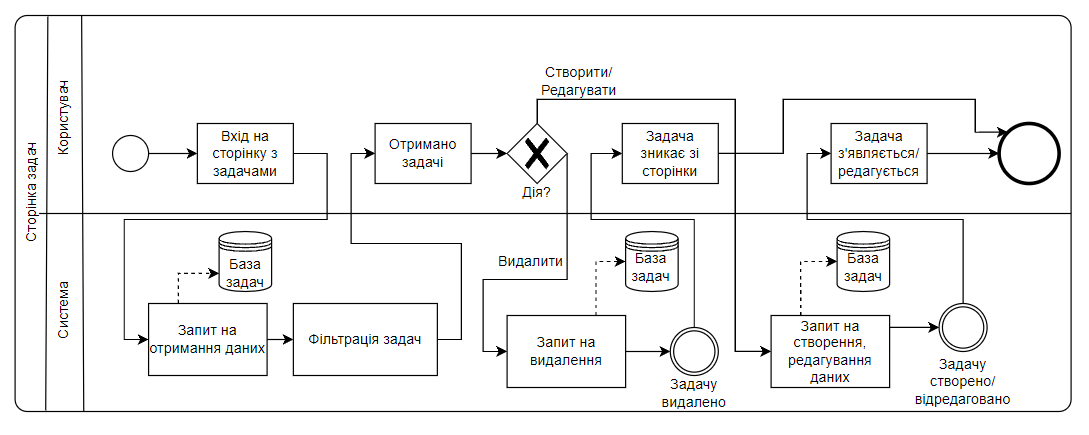 Сторінка задач
Користувач
Вхід на
сторінку з
задачами
Отримано
задачі
Створити/
Редагувати
Дія?
Задача
зникає зі
сторінки
Задача
з'являється/
редагується
Система
База
задач
Запит на
отримання даних
Фільтрація задач
Видалити
База
задач
Запит на
видалення
Задачу
видалено
База
задач
Запит на
створення,
редагування
даних
Задачу
створено/
відредаговано